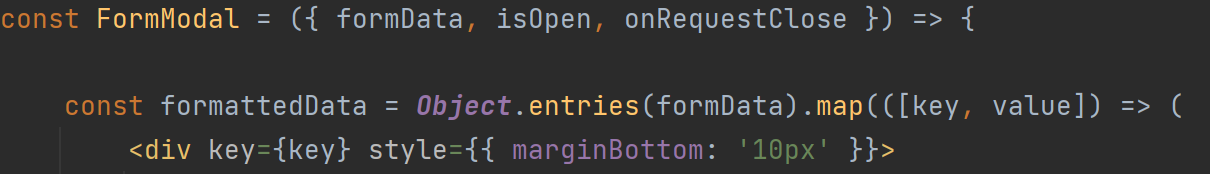 const FormModal = ({ formData, isOpen, onRequestClose }) => {
const formattedData = Object.entries(formData).map(([key, value]) => (
<div key={key} style={{ marginBottom: '10px' }}>